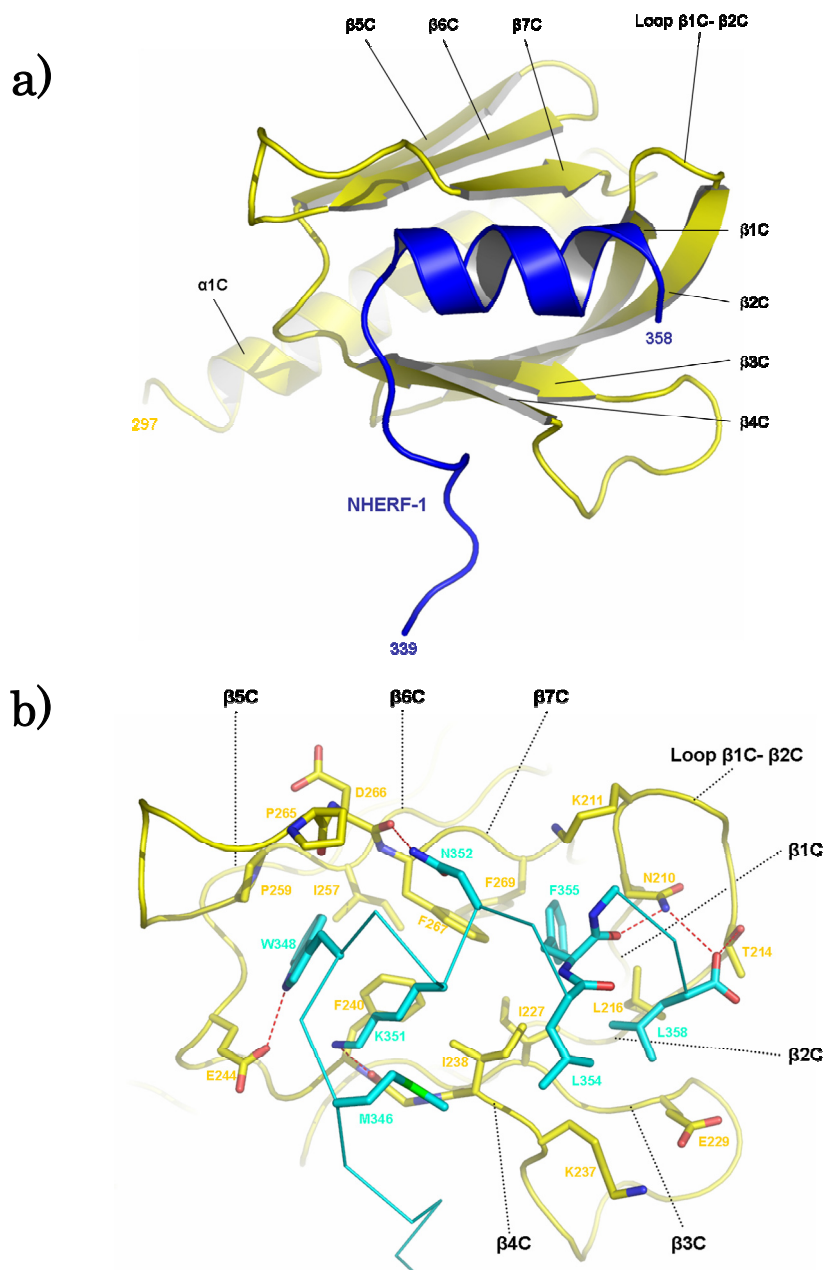 a)
β5C
β6C
β7C
Loop β1C- β2C
β1C
α1C
β2C
358
β3C
297
β4C
NHERF-1
339
b)
β5C
β6C
β7C
Loop β1C- β2C
D266
P265
K211
β1C
N352
N210
P259
I257
F269
F355
F267
W348
T214
F240
I227
L216
K351
L358
I238
β2C
E244
L354
M346
E229
K237
β4C
β3C